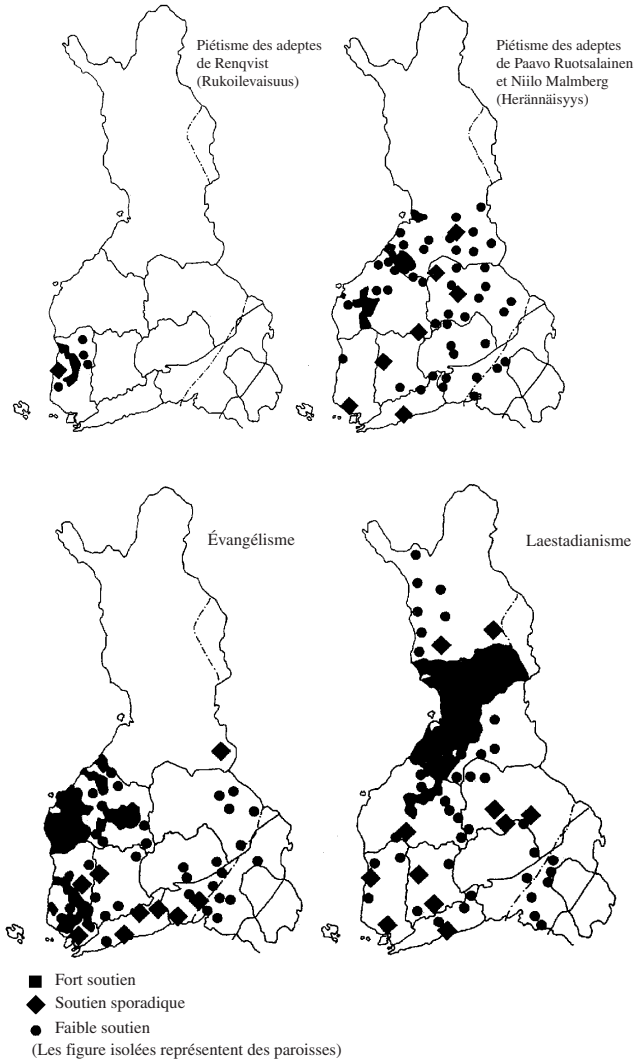 Piétisme des adeptes
de Renqvist
(Rukoilevaisuus)
Piétisme des adeptes
de Paavo Ruotsalainen
et Niilo Malmberg
(Herännäisyys)
Évangélisme
Laestadianisme
Fort soutien
Soutien sporadique
Faible soutien
(Les figure isolées représentent des paroisses)